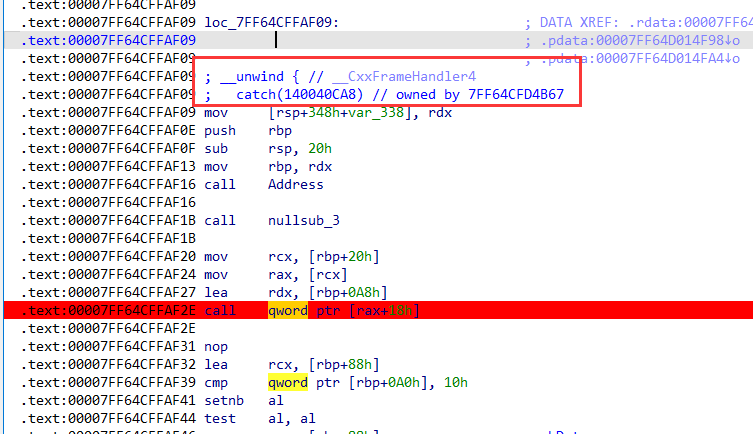 .text:00007FF64CFFAF09
.text:00007FF64CFFAF09 loc_7FF64CFFAF09: ; DATA XREF: .rdata:00007FF64
.text:00007FF64CFFAF09 ; .pdata:00007FF64D014F98↓o
.text:00007FF64CFFAF09 ; .pdata:00007FF64D014FA4↓o
.text:00007FF64CFFAF09 ; __unwind { // __CxxFrameHandler4
.text:00007FF64CFFAF09 ; catch(140040CA8) // owned by 7FF64CFD4B67
.text:00007FF64CFFAF09 mov [rsp+348h+var_338], rdx
.text:00007FF64CFFAF0E push rbp
.text:00007FF64CFFAF0F sub rsp, 20h
.text:00007FF64CFFAF13 mov rbp, rdx
.text:00007FF64CFFAF16 call Address
.text:00007FF64CFFAF16
.text:00007FF64CFFAF1B call nullsub_3
.text:00007FF64CFFAF1B
.text:00007FF64CFFAF20 mov rcx, [rbp+20h]
.text:00007FF64CFFAF24 mov rax, [rcx]
.text:00007FF64CFFAF27 lea rdx, [rbp+0A8h]
.text:00007FF64CFFAF2E call qword ptr [rax+18h]
.text:00007FF64CFFAF2E
.text:00007FF64CFFAF31 nop
.text:00007FF64CFFAF32 lea rcx, [rbp+88h]
.text:00007FF64CFFAF39 cmp qword ptr [rbp+0A0h], 10h
.text:00007FF64CFFAF41 setnb al
.text:00007FF64CFFAF44 test al, al